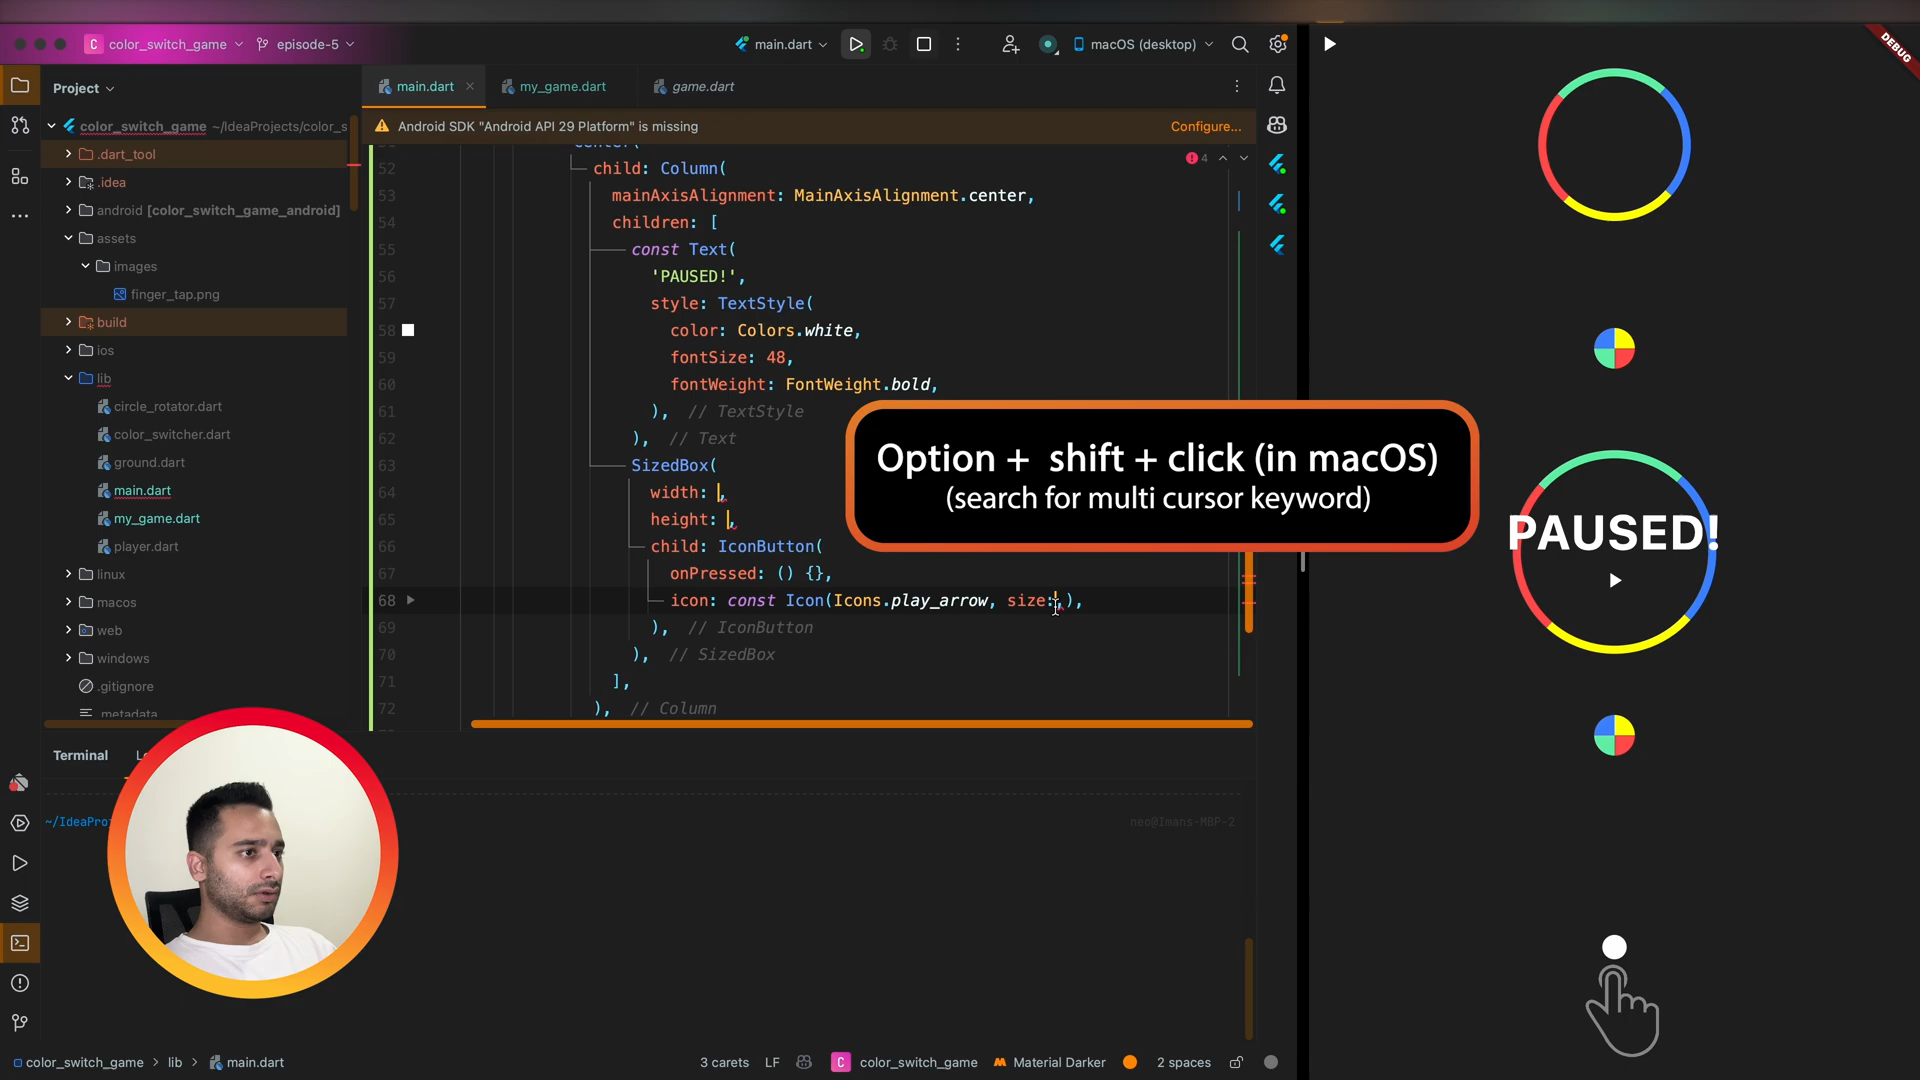 color_switch_game
episode-5
main.dart
macOS (desktop)
DEBUG
Project
main.dart
my_game.dart
game.dart
Android SDK "Android API 29 Platform" is missing
Configure...
color_switch_game ~/IdeaProjects/color_s
.dart_tool
.idea
android [color_switch_game_android]
assets
images
finger_tap.png
build
ios
lib
circle_rotator.dart
color_switcher.dart
ground.dart
main.dart
my_game.dart
player.dart
linux
macos
web
windows
.gitignore
.metadata
4
52 child: Column(
53 mainAxisAlignment: MainAxisAlignment.center,
54 children: [
55 const Text(
56 'PAUSED!',
57 style: TextStyle(
58 color: Colors.white,
59 fontSize: 48,
60 fontWeight: FontWeight.bold,
61 ), // TextStyle
62 ), // Text
63 SizedBox(
64 width: ,
65 height: ,
66 child: IconButton(
67 onPressed: () {},
68 icon: const Icon(Icons.play_arrow, size:,),
69 ), // IconButton
70 ), // SizedBox
71 ],
72 ), // Column
Option + shift + click (in macOS)
(search for multi cursor keyword)
PAUSED!
Terminal
~/IdeaPro
neo@Imans-MBP-2
color_switch_game > lib > main.dart
3 carets
LF
C color_switch_game
Material Darker
2 spaces